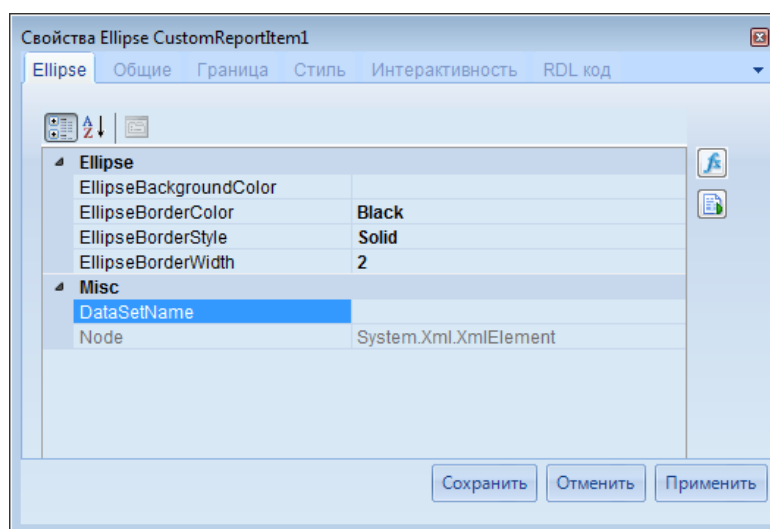 Свойства Ellipse CustomReportItem1
Ellipse Общие Граница Стиль Интерактивность RDL код
A
Z
Ellipse
fx
EllipseBackgroundColor
EllipseBorderColor Black
EllipseBorderStyle Solid
EllipseBorderWidth 2
Misc
DataSetName
Node System.Xml.XmlElement
Сохранить Отменить Применить